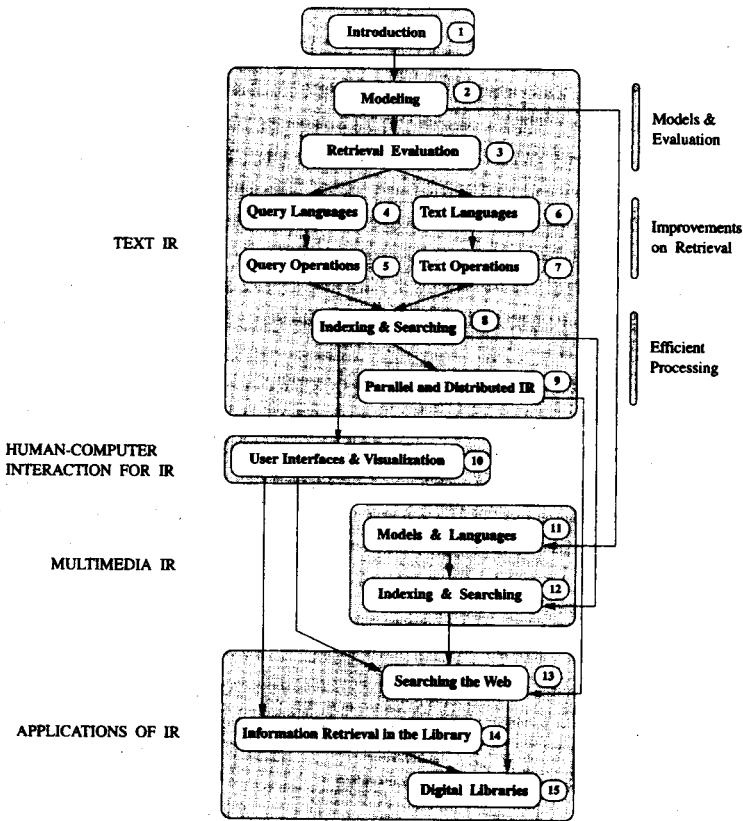 Introduction 1
Modeling 2
Models &
Evaluation
Retrieval Evaluation 3
Query Languages 4
Text Languages 6
Improvements
on Retrieval
TEXT IR
Query Operations 5
Text Operations 7
Indexing & Searching 8
Efficient
Processing
Parallel and Distributed IR 9
HUMAN-COMPUTER
INTERACTION FOR IR
User Interfaces & Visualization 10
Models & Languages 11
MULTIMEDIA IR
Indexing & Searching 12
Searching the Web 13
APPLICATIONS OF IR
Information Retrieval in the Library 14
Digital Libraries 15